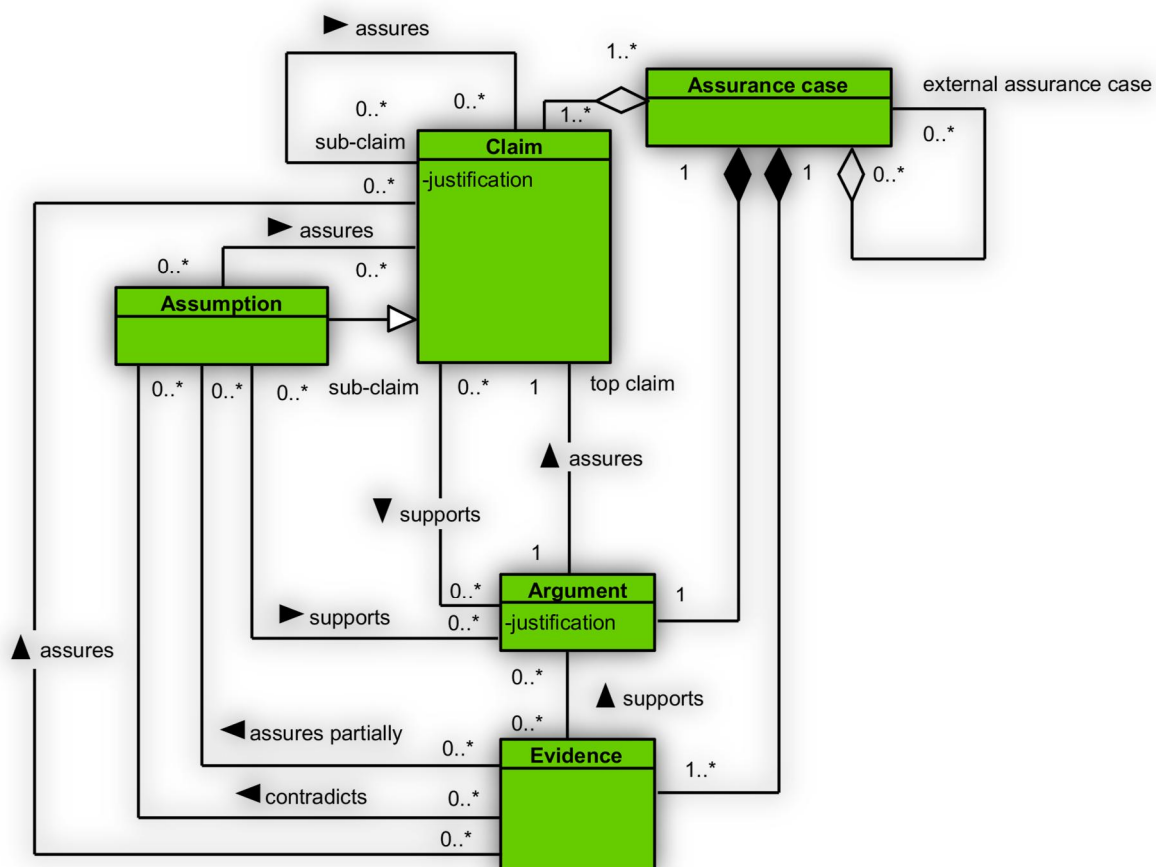 assures
1..*
Assurance case
external assurance case
0..*
0..*
1..*
0..*
sub-claim
Claim
1
1
0..*
0..*
-justification
assures
0..*
0..*
Assumption
0..*
0..*
0..*
sub-claim
0..*
1
top claim
assures
supports
1
0..*
Argument
1
supports
0..*
-justification
assures
0..*
supports
0..*
assures partially
0..*
Evidence
1..*
contradicts
0..*
0..*